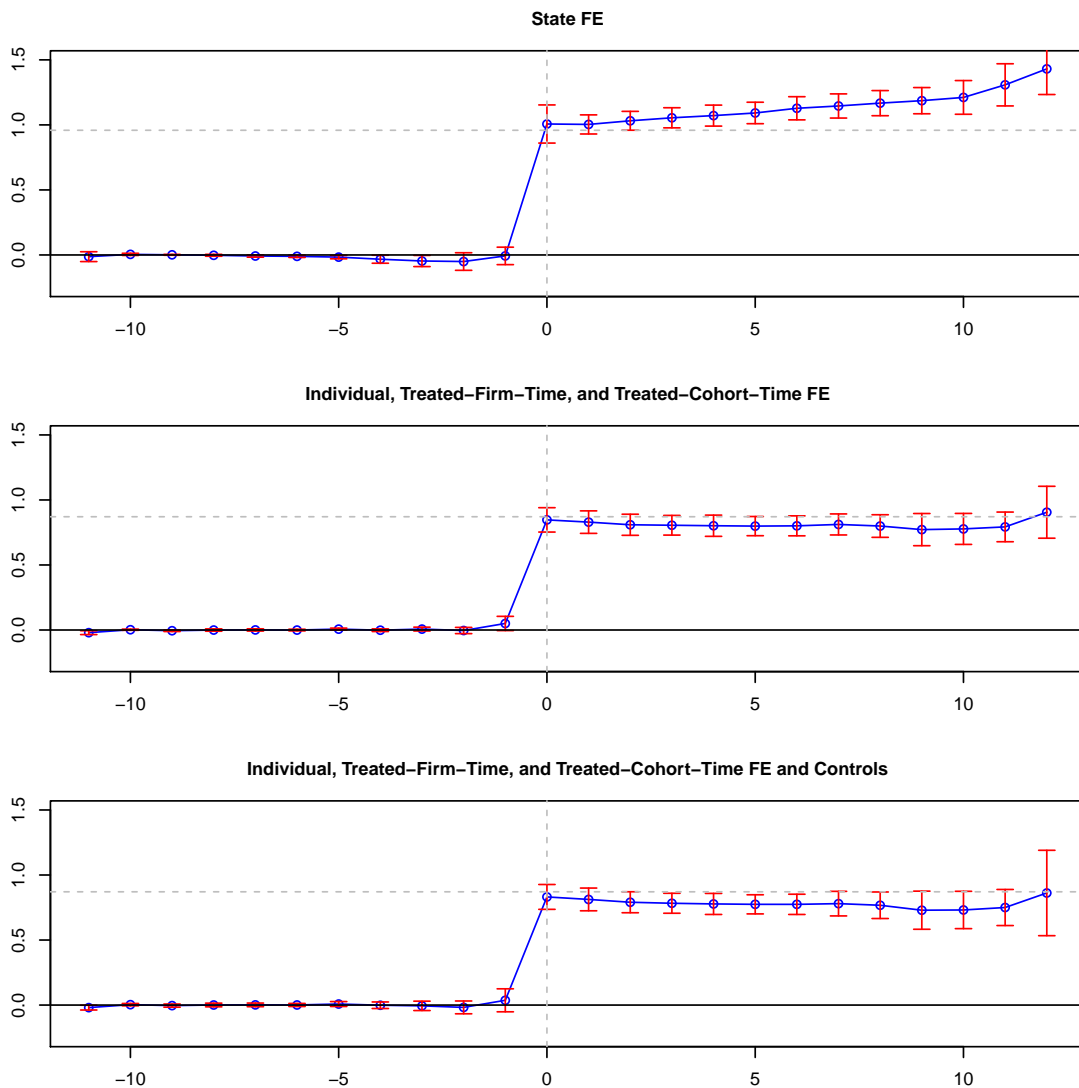 State FE
1.5
1.0
0.5
0.0
−10 −5 0 5 10
Individual, Treated−Firm−Time, and Treated−Cohort−Time FE
1.5
1.0
0.5
0.0
−10 −5 0 5 10
Individual, Treated−Firm−Time, and Treated−Cohort−Time FE and Controls
1.5
1.0
0.5
0.0
−10 −5 0 5 10